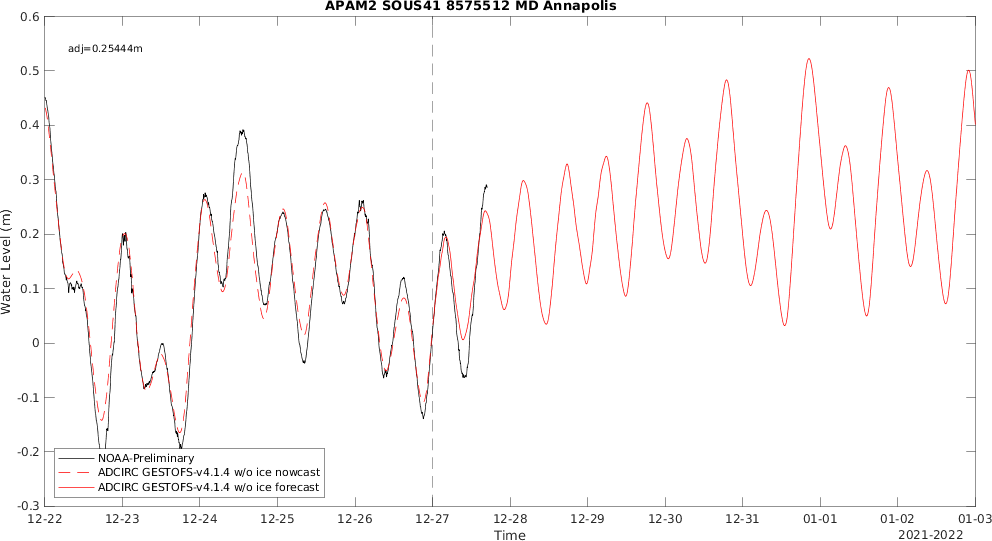 APAM2 SOUS41 8575512 MD Annapolis
adj=0.25444m
0.6
0.5
0.4
0.3
0.2
0.1
0
-0.1
-0.2
-0.3
Water Level (m)
NOAA-Preliminary
ADCIRC GESTOFS-v4.1.4 w/o ice nowcast
ADCIRC GESTOFS-v4.1.4 w/o ice forecast
12-22 12-23 12-24 12-25 12-26 12-27 12-28 12-29 12-30 12-31 01-01 01-02 01-03
Time
2021-2022